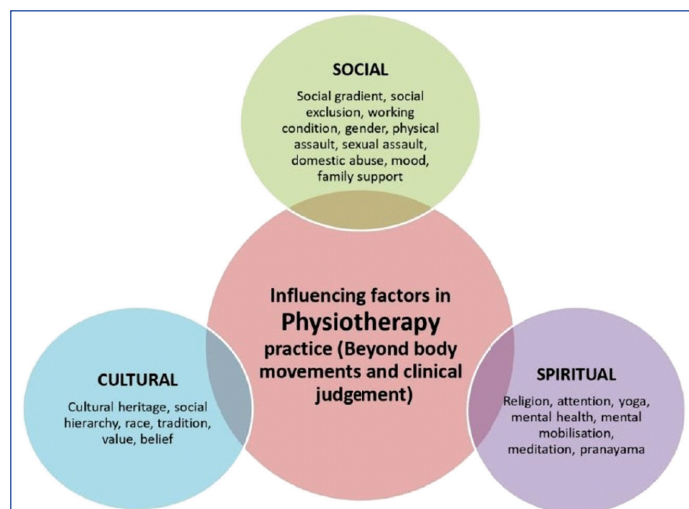 SOCIAL
Social gradient, social
exclusion, working
condition, gender, physical
assault, sexual assault,
domestic abuse, mood,
family support
Influencing factors in
Physiotherapy
practice (Beyond body
movements and clinical
judgement)
CULTURAL
Cultural heritage, social
hierarchy, race, tradition,
value, belief
SPIRITUAL
Religion, attention, yoga,
mental health, mental
mobilisation,
meditation, pranayama